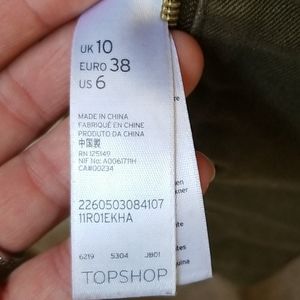 UK 10
EURO 38
US 6
MADE IN CHINA
FABRIQUÉ EN CHINE
PRODUTO DA CHINA
中国製
RN 125149
NIF No: A0061711H
CA#00234
2260503084107
11R01EKHA
6219 5304 JB01
TOPSHOP